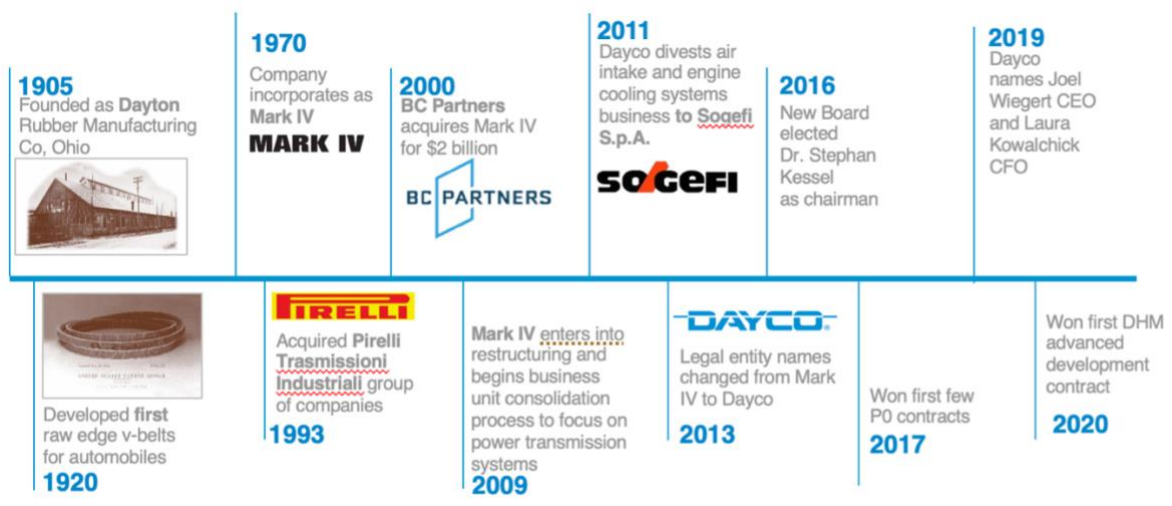 1905
Founded as Dayton
Rubber Manufacturing
Co, Ohio
1970
Company
incorporates as
Mark IV
MARK IV
2000
BC Partners
acquires Mark IV
for $2 billion
BC PARTNERS
2011
Dayco divests air
intake and engine
cooling systems
business to Sogefi
S.p.A.
SOGEFI
2016
New Board
elected
Dr. Stephan
Kessel
as chairman
2019
Dayco
names Joel
Wiegert CEO
and Laura
Kowalchick
CFO
Developed first
raw edge v-belts
for automobiles
1920
PIRELLI
Acquired Pirelli
Trasmissioni
Industriali group
of companies
1993
Mark IV enters into
restructuring and
begins business
unit consolidation
process to focus on
power transmission
systems
2009
DAYCO
Legal entity names
changed from Mark
IV to Dayco
2013
Won first few
P0 contracts
2017
Won first DHM
advanced
development
contract
2020